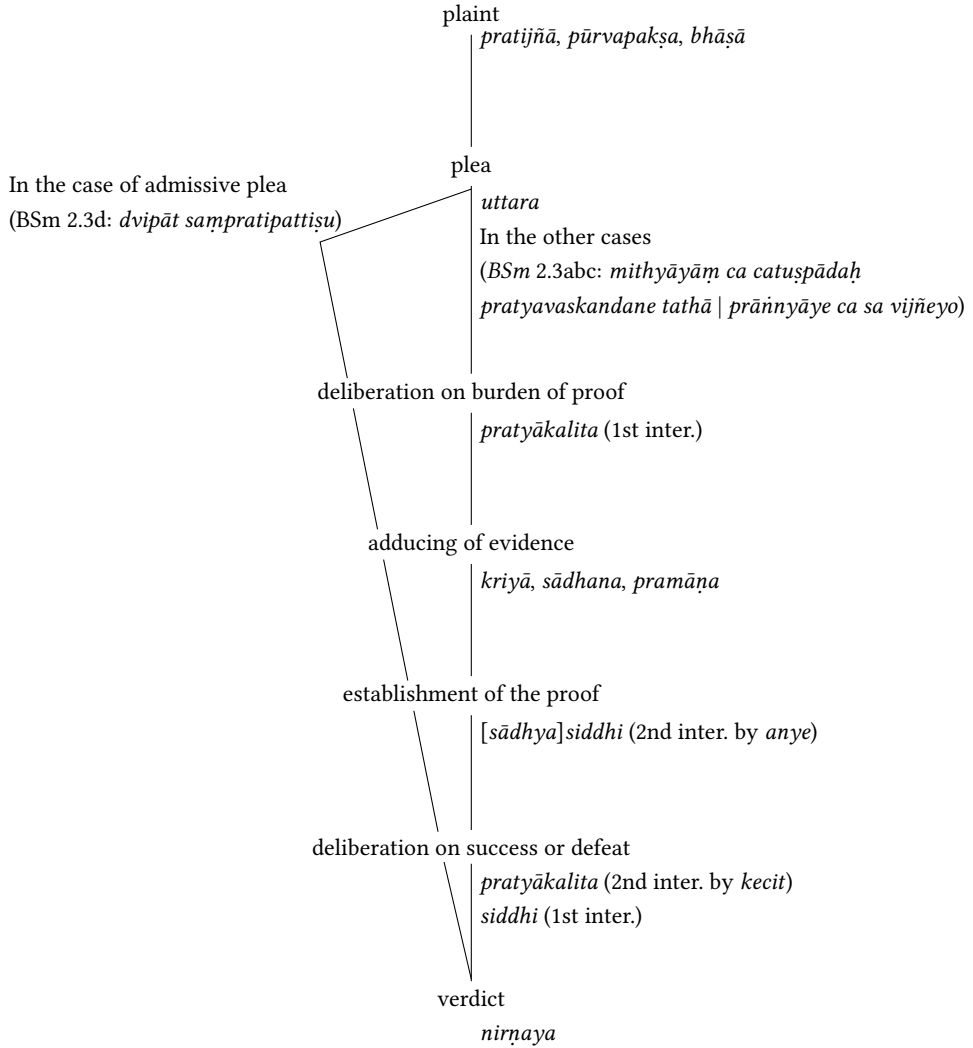 plaint
pratijñā, pūrvapakṣa, bhāṣā
plea
In the case of admissive plea
(BSm 2.3d: dvipāt saṃpratipattiṣu)
uttara
In the other cases
(BSm 2.3abc: mithyāyāṃ ca catuṣpādaḥ
pratyavaskandane tathā | prāṅnyāye ca sa vijñeyo)
deliberation on burden of proof
pratyākalita (1st inter.)
adducing of evidence
kriyā, sādhana, pramāṇa
establishment of the proof
[sādhya]siddhi (2nd inter. by anye)
deliberation on success or defeat
pratyākalita (2nd inter. by kecit)
siddhi (1st inter.)
verdict
nirṇaya